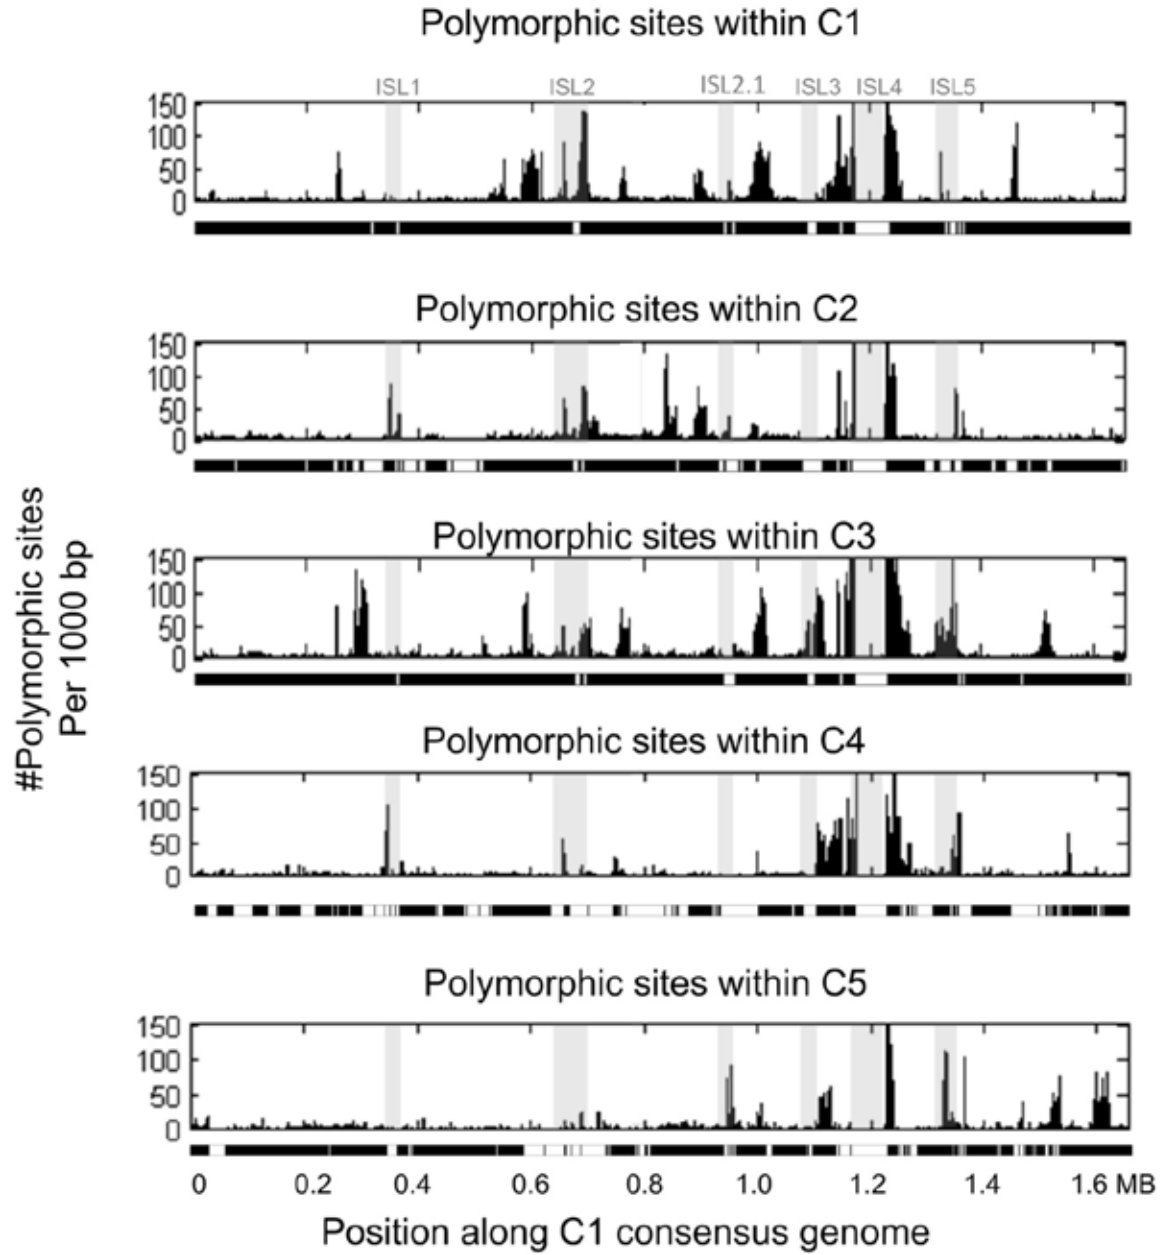 Polymorphic sites within C1
ISL1 ISL2 ISL2.1 ISL3 ISL4 ISL5
150
100
50
0
Polymorphic sites within C2
150
100
50
0
Polymorphic sites within C3
150
100
50
0
#Polymorphic sites
Per 1000 bp
Polymorphic sites within C4
150
100
50
0
Polymorphic sites within C5
150
100
50
0
0 0.2 0.4 0.6 0.8 1.0 1.2 1.4 1.6 MB
Position along C1 consensus genome